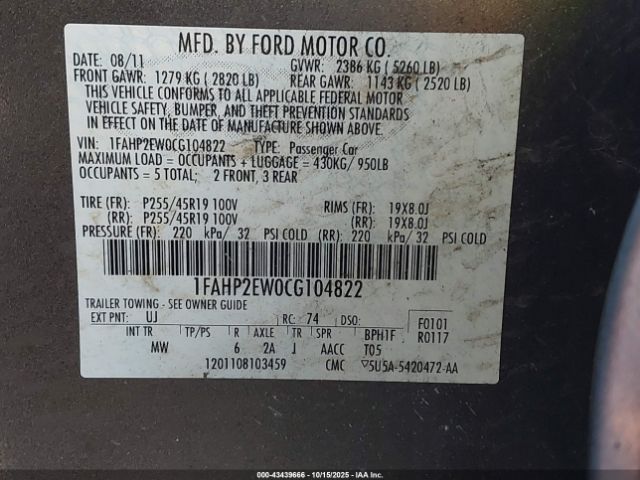 MFD. BY FORD MOTOR CO.
DATE: 08/11 GVWR: 2386 KG ( 5260 LB)
FRONT GAWR: 1279 KG ( 2820 LB) REAR GAWR: 1143 KG ( 2520 LB)
THIS VEHICLE CONFORMS TO ALL APPLICABLE FEDERAL MOTOR
VEHICLE SAFETY, BUMPER, AND THEFT PREVENTION STANDARDS
IN EFFECT ON THE DATE OF MANUFACTURE SHOWN ABOVE.
VIN: 1FAHP2EW0CG104822 TYPE: Passenger Car
MAXIMUM LOAD = OCCUPANTS + LUGGAGE = 430KG/ 950LB
OCCUPANTS = 5 TOTAL; 2 FRONT, 3 REAR
TIRE (FR): P255/45R19 100V RIMS (FR): 19X8.0J
(RR): P255/45R19 100V (RR): 19X8.0J
PRESSURE (FR): 220 kPa/ 32 PSI COLD (RR): 220 kPa/ 32 PSI COLD
1FAHP2EW0CG104822
TRAILER TOWING - SEE OWNER GUIDE
EXT PNT: UJ RC: 74 DSO: F0101
INT TR TP/PS R AXLE TR SPR BPH1F R0117
MW 6 2A J AACC T05
1201108103459 CMC ▽5U5A-5420472-AA
000-43439666 - 10/15/2025 - IAA Inc.